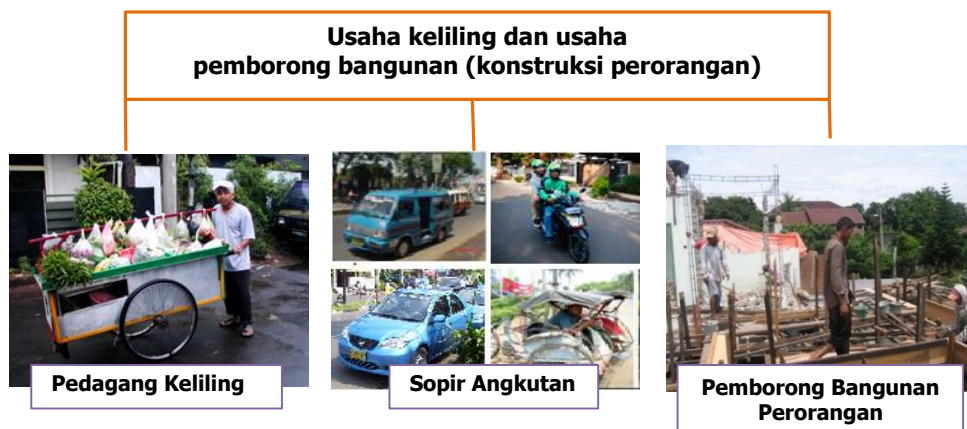 Usaha keliling dan usaha
pemborong bangunan (konstruksi perorangan)
Pedagang Keliling
Sopir Angkutan
Pemborong Bangunan
Perorangan